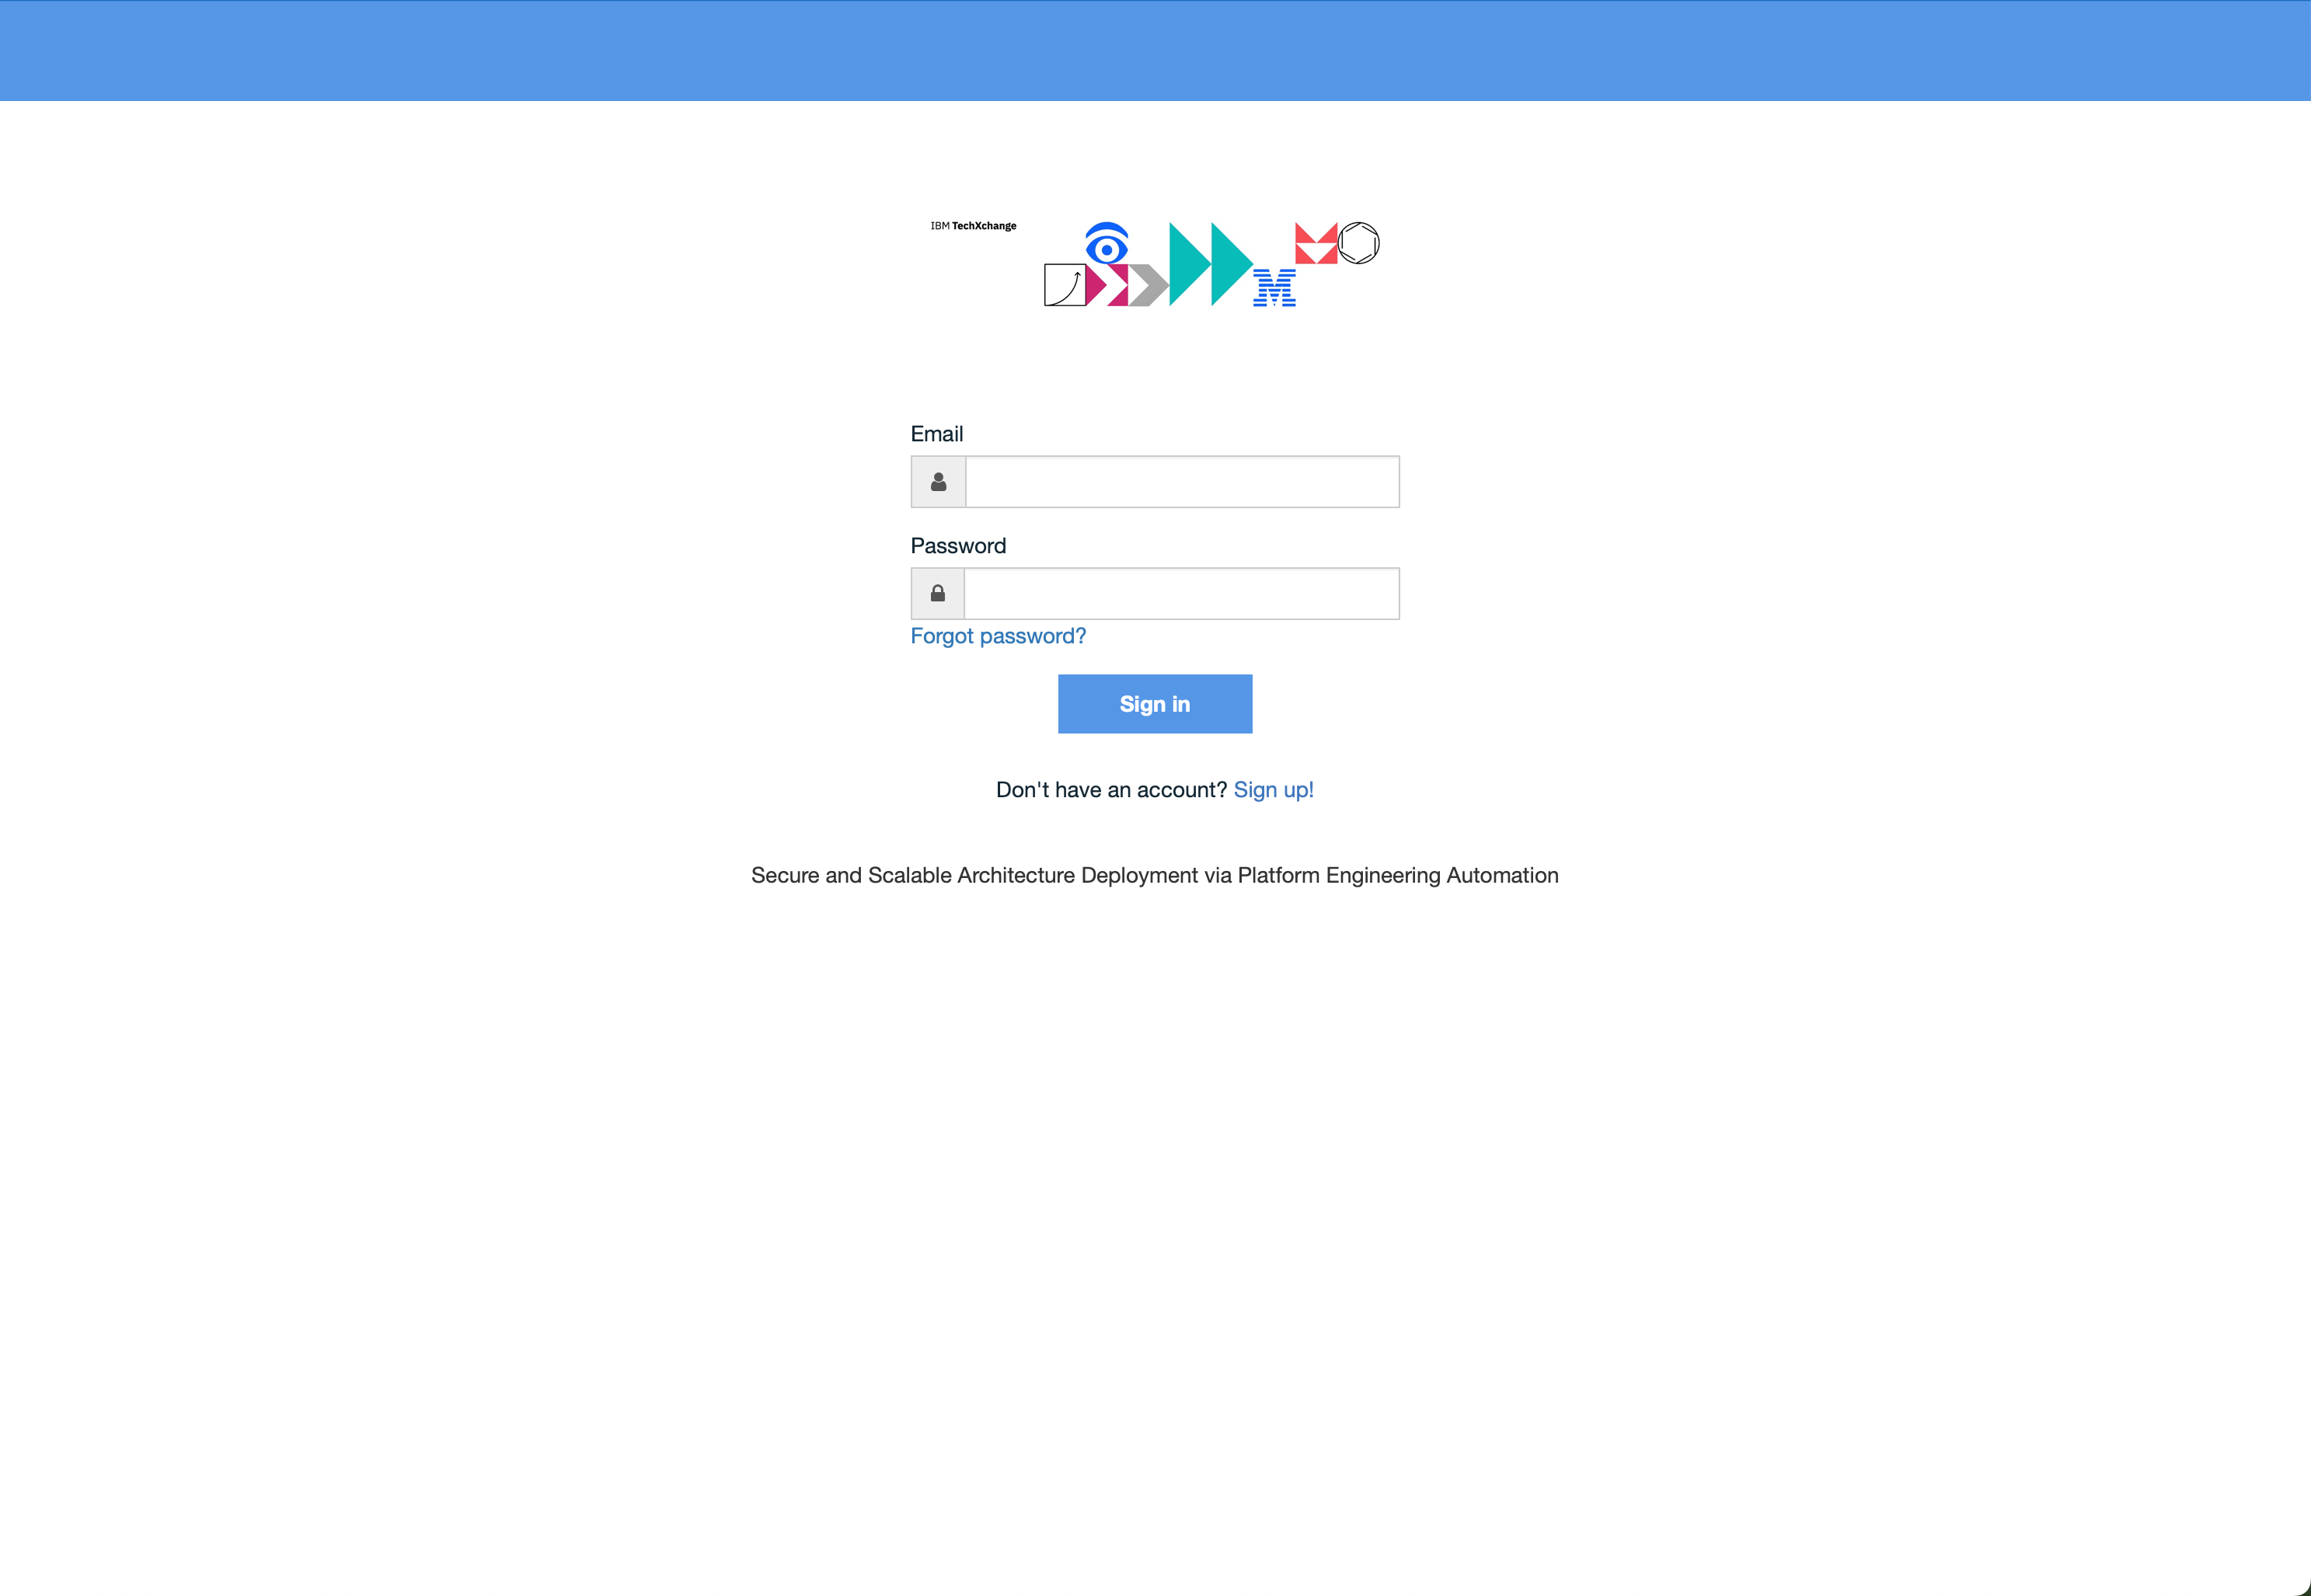 IBM TechXchange
Email
Password
Forgot password?
Sign in
Don't have an account? Sign up!
Secure and Scalable Architecture Deployment via Platform Engineering Automation